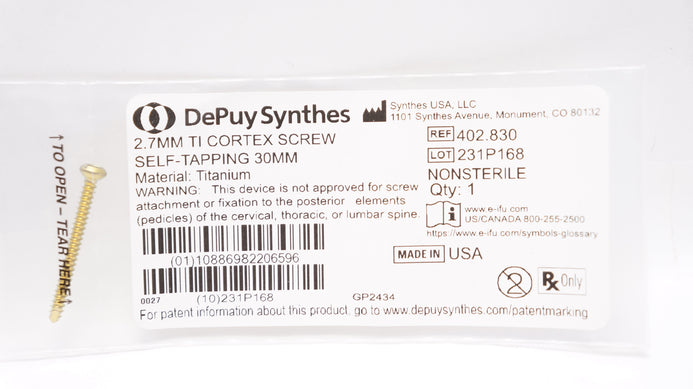 DePuy Synthes
Synthes USA, LLC
1101 Synthes Avenue, Monument, CO 80132
2.7MM TI CORTEX SCREW
SELF-TAPPING 30MM
Material: Titanium
WARNING: This device is not approved for screw
attachment or fixation to the posterior elements
(pedicles) of the cervical, thoracic, or lumbar spine.
REF 402.830
LOT 231P168
NONSTERILE
Qty: 1
www.e-ifu.com
US/CANADA 800-255-2500
https://www.e-ifu.com/symbols-glossary
MADE IN USA
(01)10886982206596
0027
(10)231P168
GP2434
2
Rx Only
For patent information about this product, go to www.depuysynthes.com/patentmarking
↑ TO OPEN – TEAR HERE ↑